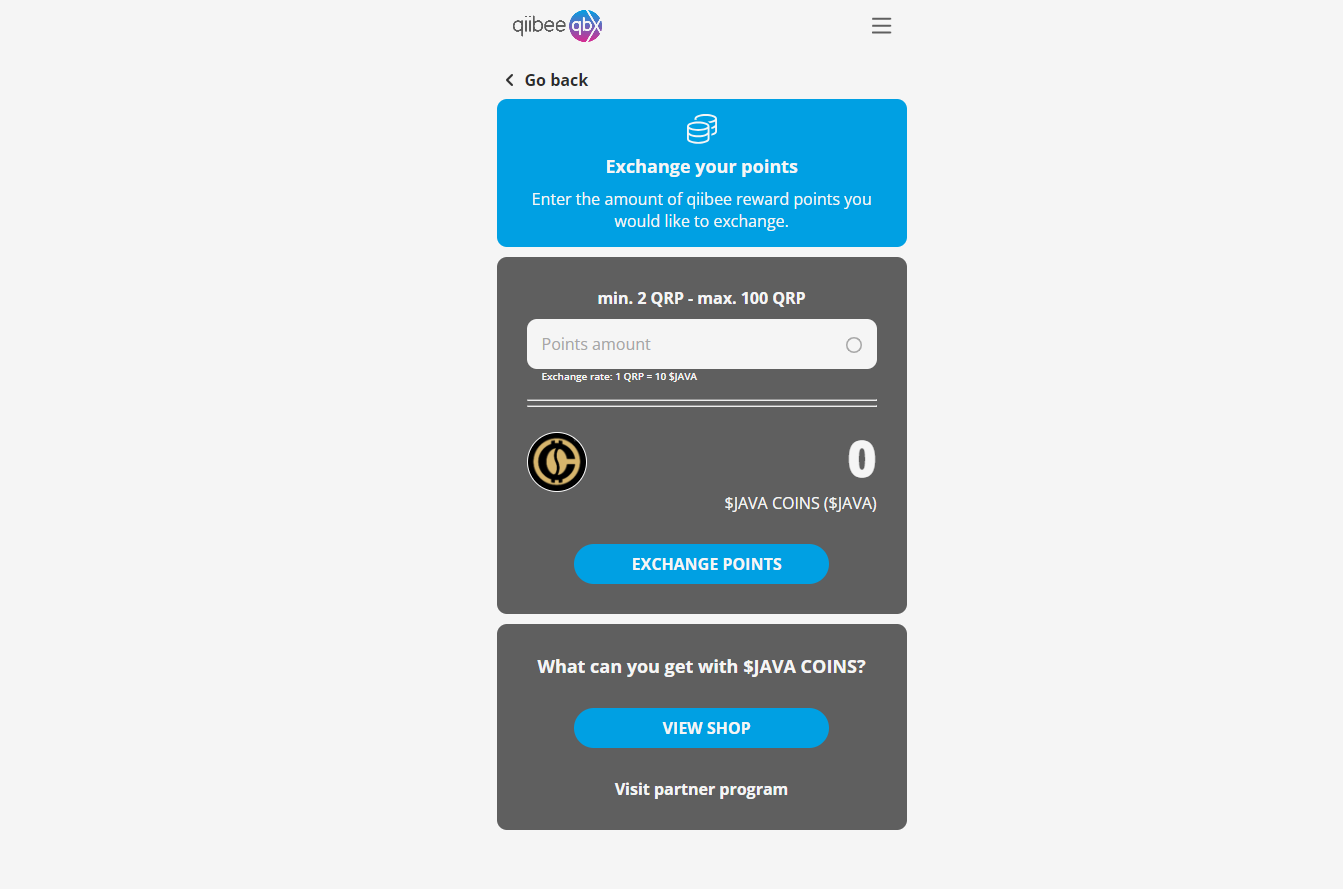 qiibee qbx
Go back
Exchange your points
Enter the amount of qiibee reward points you
would like to exchange.
min. 2 QRP - max. 100 QRP
Points amount
Exchange rate: 1 QRP = 10 $JAVA
0
$JAVA COINS ($JAVA)
EXCHANGE POINTS
What can you get with $JAVA COINS?
VIEW SHOP
Visit partner program